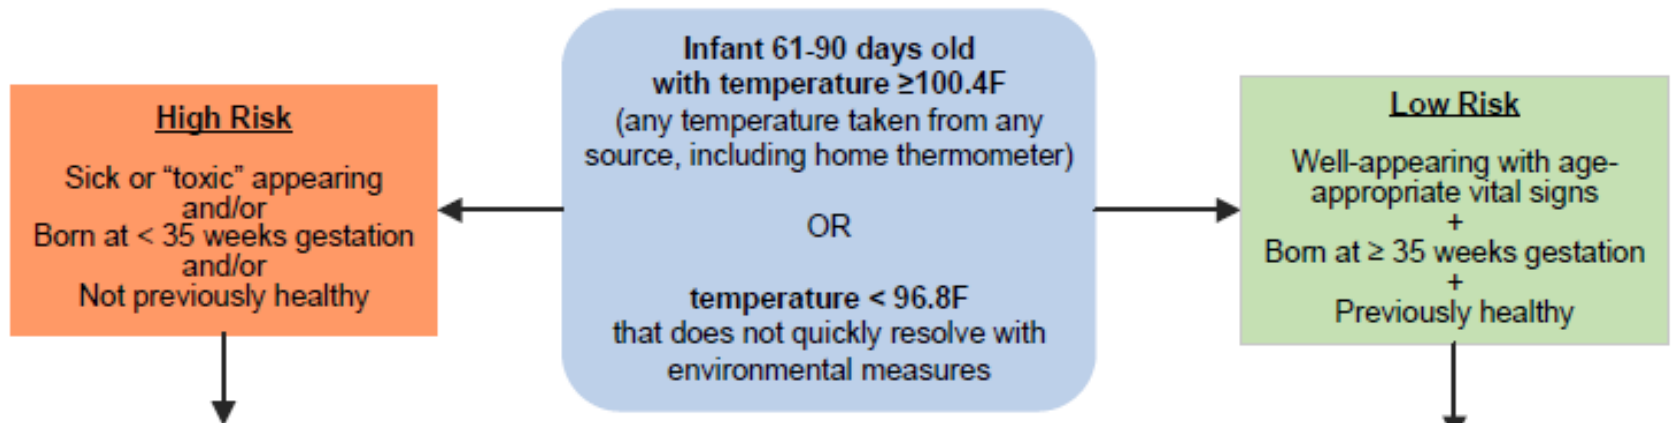 High Risk
Sick or “toxic” appearing
and/or
Born at < 35 weeks gestation
and/or
Not previously healthy
Infant 61-90 days old
with temperature ≥100.4F
(any temperature taken from any
source, including home thermometer)
OR
temperature < 96.8F
that does not quickly resolve with
environmental measures
Low Risk
Well-appearing with age-
appropriate vital signs
+
Born at ≥ 35 weeks gestation
+
Previously healthy